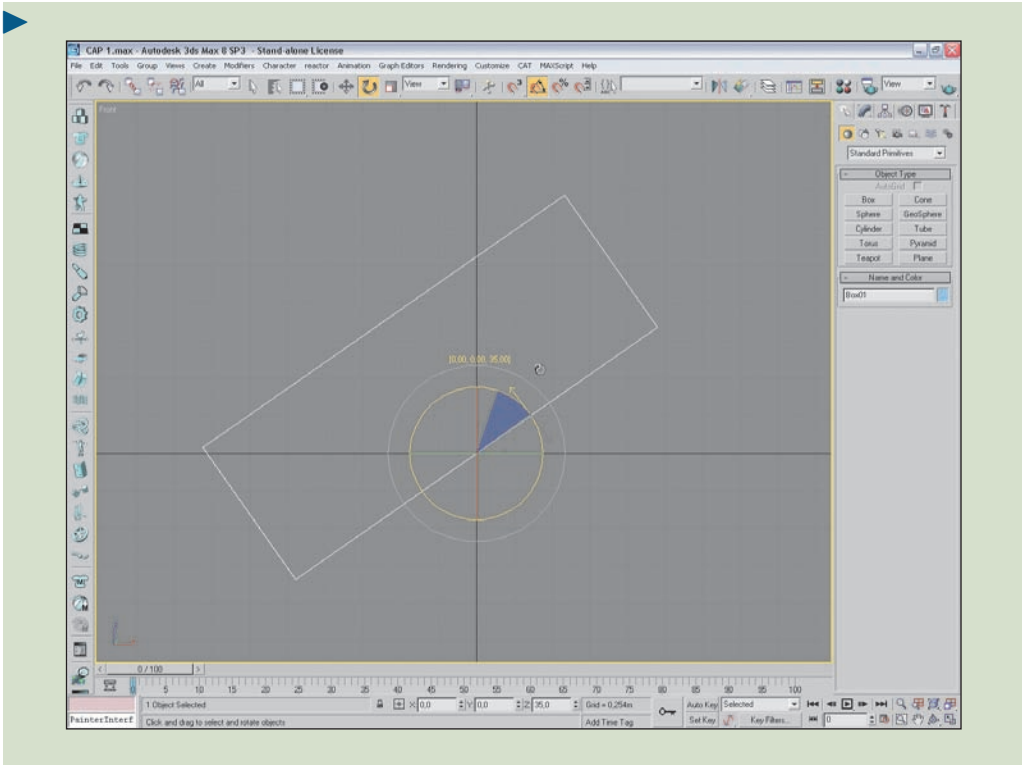 CAP 1.max - Autodesk 3ds Max 8 SP3 - Stand-alone License
File Edit Tools Group Views Create Modifiers Character reactor Animation Graph Editors Rendering Customize CAT MAXScript Help
All View View
Front
Standard Primitives
- Object Type
AutoGrid
Box Cone
Sphere GeoSphere
Cylinder Tube
Torus Pyramid
Teapot Plane
- Name and Color
Box01
[0,00, 0,00, 35,00]
< 0 / 100 >
0 5 10 15 20 25 30 35 40 45 50 55 60 65 70 75 80 85 90 95 100
1 Object Selected X: 0,0 Y: 0,0 Z: 35,0 Grid = 0,254m Auto Key Selected
PainterInterf Click and drag to select and rotate objects Add Time Tag Set Key Key Filters... 0